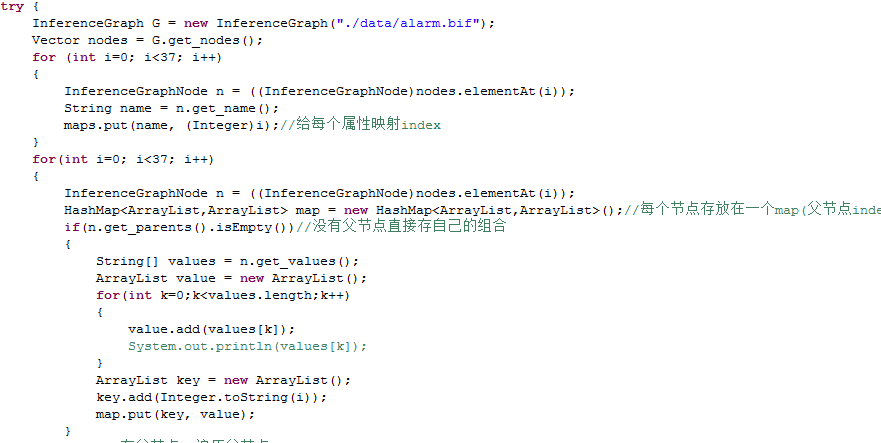 try {
InferenceGraph G = new InferenceGraph("./data/alarm.bif");
Vector nodes = G.get_nodes();
for (int i=0; i<37; i++)
{
InferenceGraphNode n = ((InferenceGraphNode)nodes.elementAt(i));
String name = n.get_name();
maps.put(name, (Integer)i);//给每个属性映射index
}
for(int i=0; i<37; i++)
{
InferenceGraphNode n = ((InferenceGraphNode)nodes.elementAt(i));
HashMap<ArrayList,ArrayList> map = new HashMap<ArrayList,ArrayList>();//每个节点存放在一个map(父节点inde
if(n.get_parents().isEmpty())//没有父节点直接存自己的组合
{
String[] values = n.get_values();
ArrayList value = new ArrayList();
for(int k=0;k<values.length;k++)
{
value.add(values[k]);
System.out.println(values[k]);
}
ArrayList key = new ArrayList();
key.add(Integer.toString(i));
map.put(key, value);
}